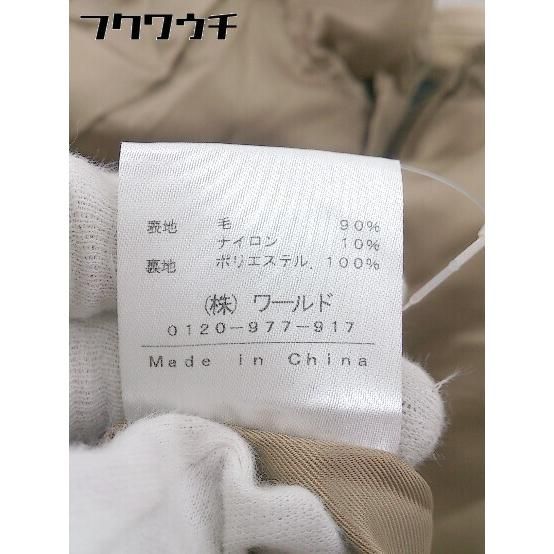 フクワウチ
表地 毛 90%
ナイロン 10%
裏地 ポリエステル. 100%
(株) ワールド
0120-977-917
Made in China